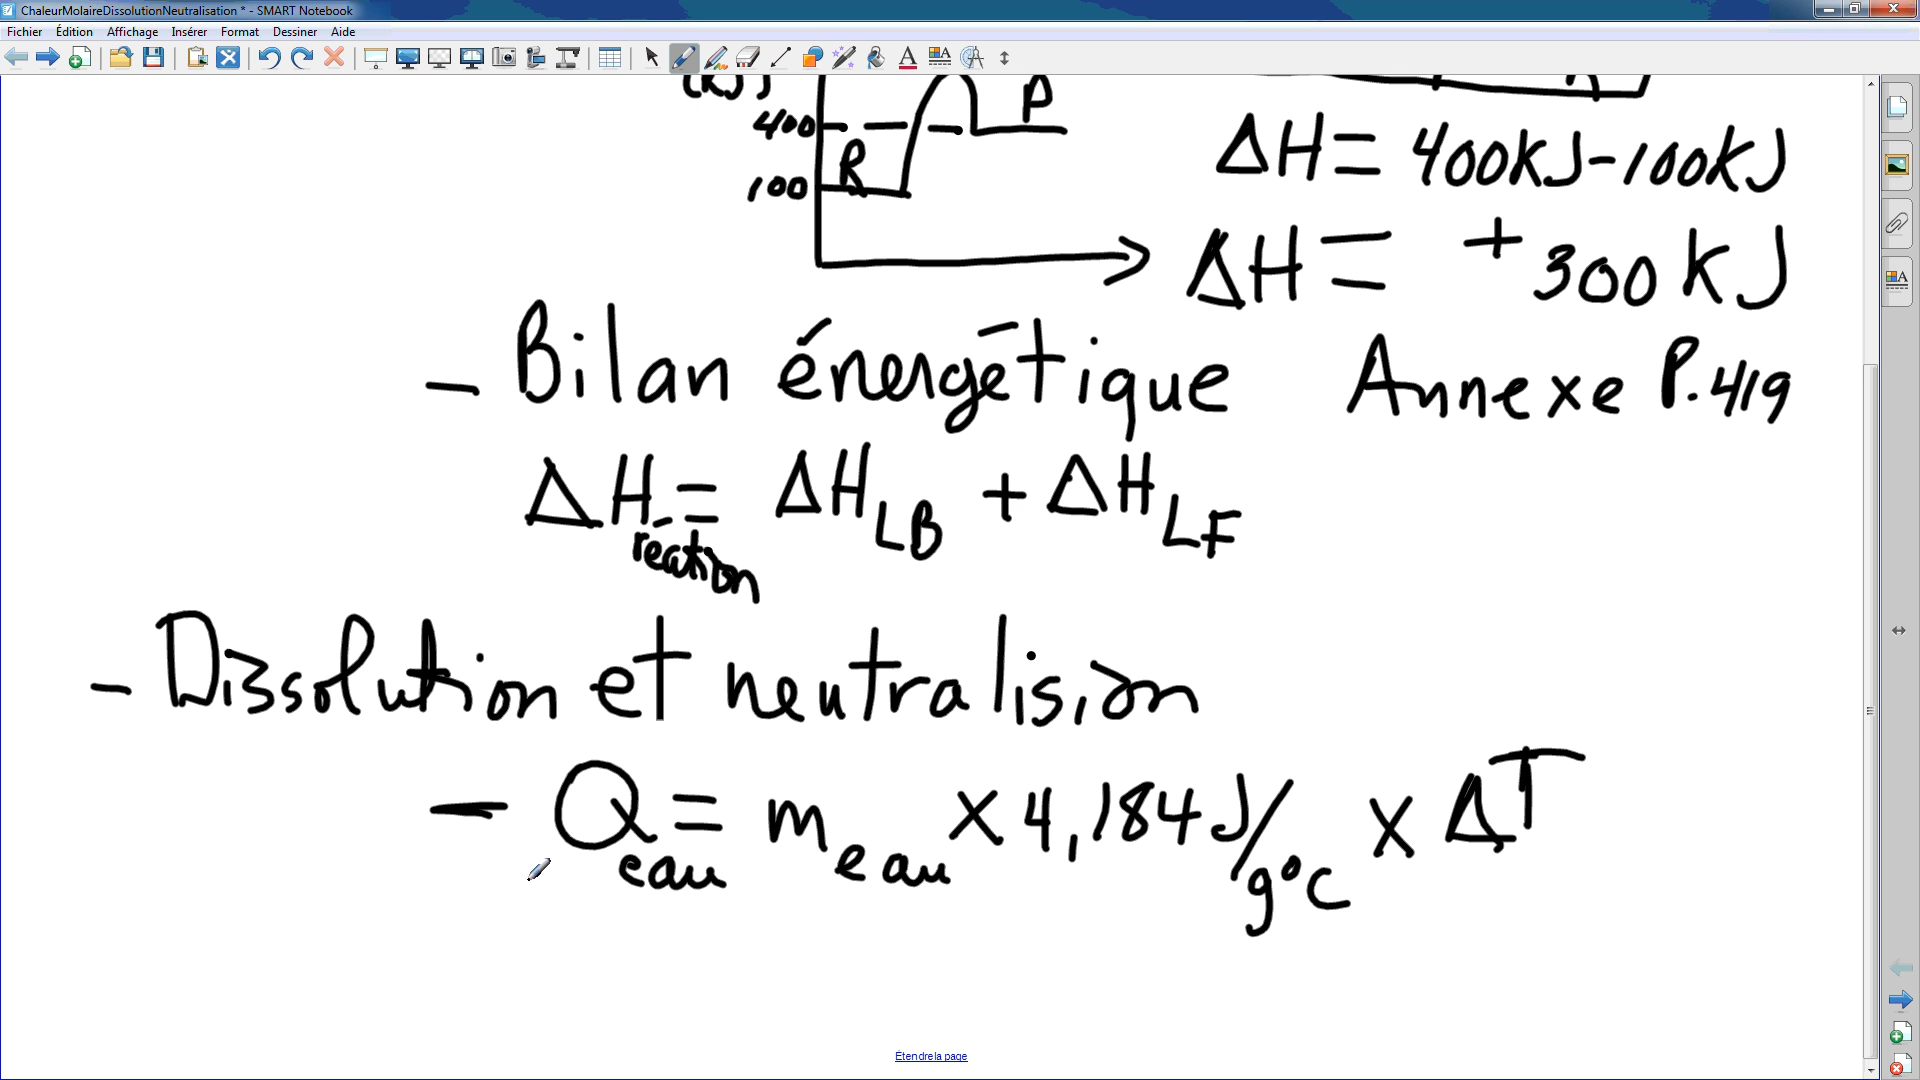 ChaleurMolaireDissolutionNeutralisation * - SMART Notebook
Fichier Édition Affichage Insérer Format Dessiner Aide
(KJ)
400 P
R
100
ΔH = 400KJ-100KJ
ΔH = +300 KJ
- Bilan énergétique Annexe P.419
ΔH réation = ΔH LB + ΔH LF
- Dissolution et neutralision
- Q eau = m eau × 4,184 J/g°C × ΔT
Étendre la page